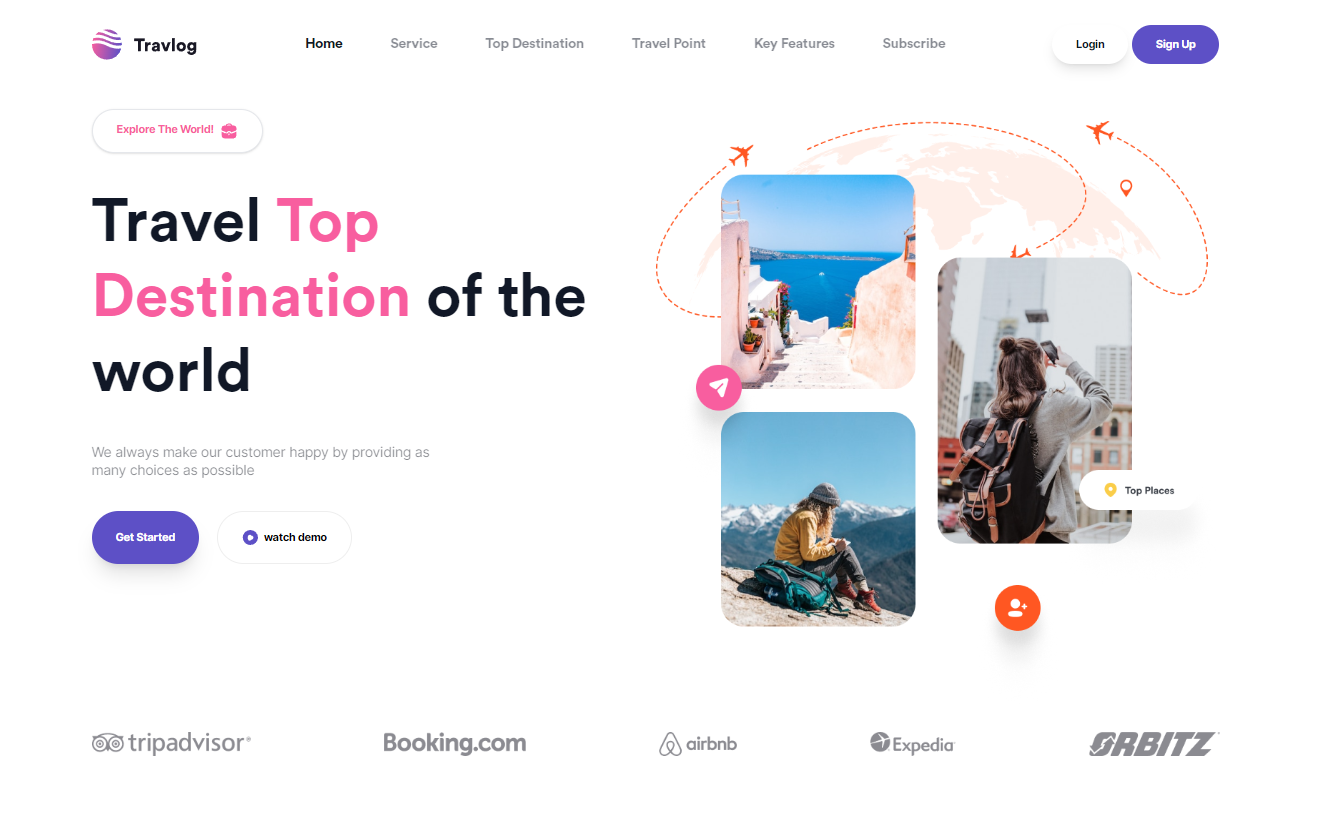 Travlog
Home
Service
Top Destination
Travel Point
Key Features
Subscribe
Login
Sign Up
Explore The World!
Travel Top
Destination of the
world
We always make our customer happy by providing as
many choices as possible
Get Started
watch demo
Top Places
tripadvisor®
Booking.com
airbnb
Expedia
ORBITZ